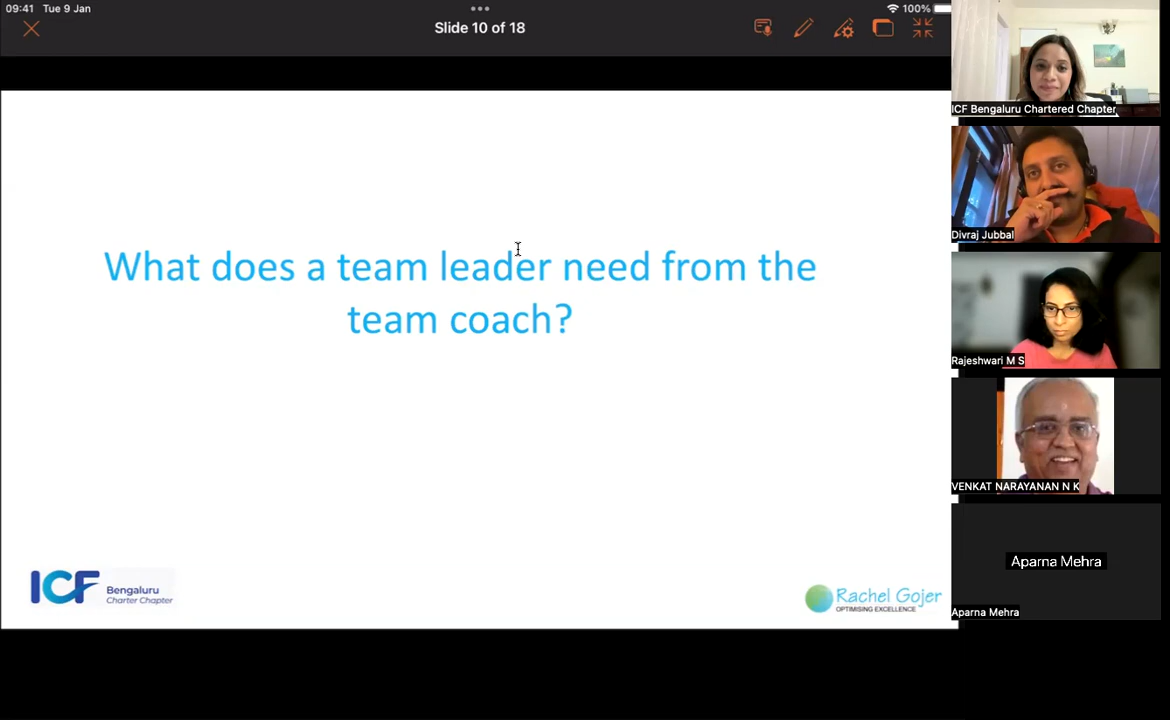 09:41 Tue 9 Jan
100%
Slide 10 of 18
What does a team leader need from the
team coach?
ICF Bengaluru
Charter Chapter
Rachel Gojer
OPTIMISING EXCELLENCE
ICF Bengaluru Chartered Chapter
Divraj Jubbal
Rajeshwari M S
VENKAT NARAYANAN N K
Aparna Mehra
Aparna Mehra